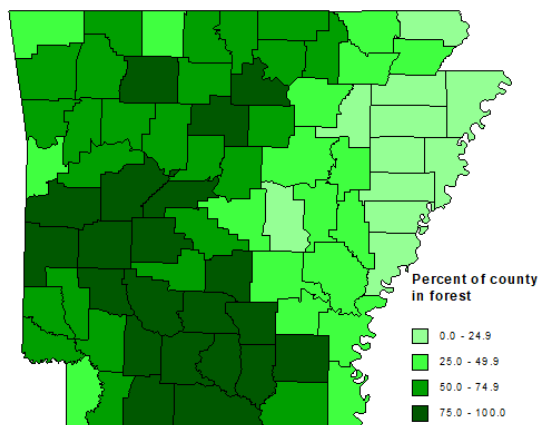 Percent of county
in forest
0.0 - 24.9
25.0 - 49.9
50.0 - 74.9
75.0 - 100.0